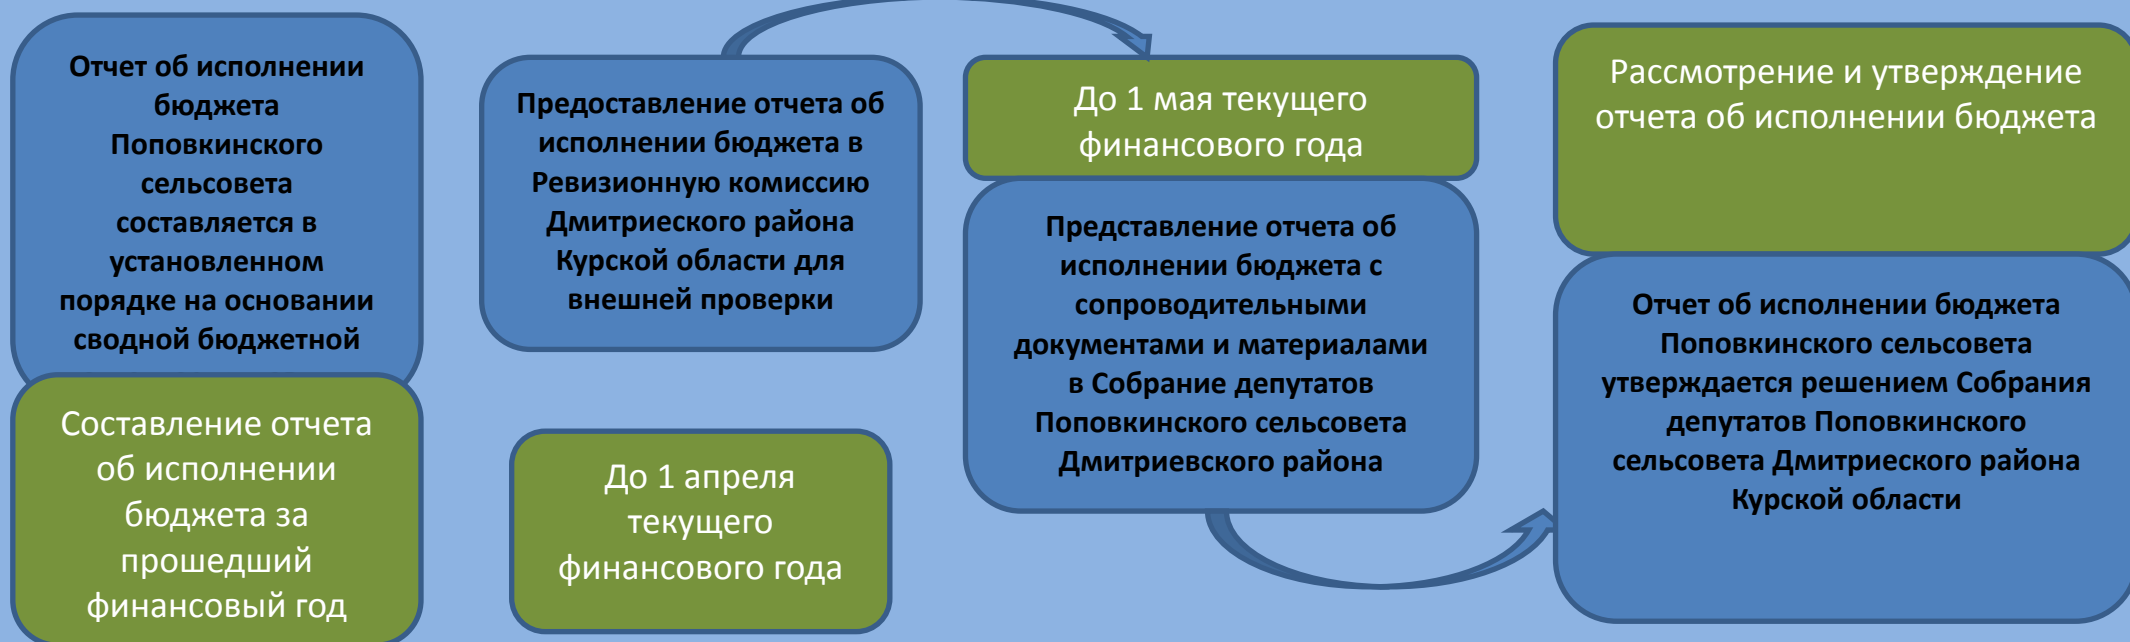 Отчет об исполнении
бюджета
Поповкинского
сельсовета
составляется в
установленном
порядке на основании
сводной бюджетной
Составление отчета
об исполнении
бюджета за
прошедший
финансовый год
Предоставление отчета об
исполнении бюджета в
Ревизионную комиссию
Дмитриеского района
Курской области для
внешней проверки
До 1 апреля
текущего
финансового года
До 1 мая текущего
финансового года
Представление отчета об
исполнении бюджета с
сопроводительными
документами и материалами
в Собрание депутатов
Поповкинского сельсовета
Дмитриевского района
Рассмотрение и утверждение
отчета об исполнении бюджета
Отчет об исполнении бюджета
Поповкинского сельсовета
утверждается решением Собрания
депутатов Поповкинского
сельсовета Дмитриеского района
Курской области